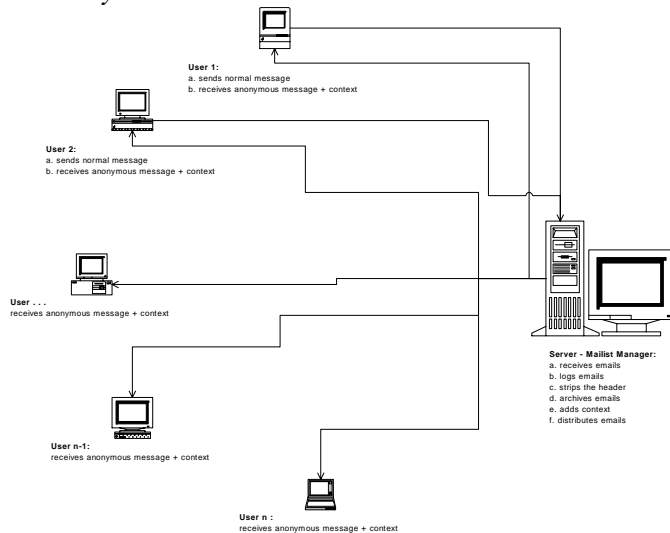 User 1:
a. sends normal message
b. receives anonymous message + context
User 2:
a. sends normal message
b. receives anonymous message + context
User . . .
receives anonymous message + context
Server - Mailist Manager:
a. receives emails
b. logs emails
c. strips the header
d. archives emails
e. adds context
f. distributes emails
User n-1:
receives anonymous message + context
User n :
receives anonymous message + context